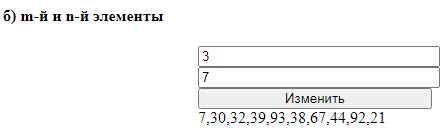 б) m-й и n-й элементы
3
7
Изменить
7,30,32,39,93,38,67,44,92,21